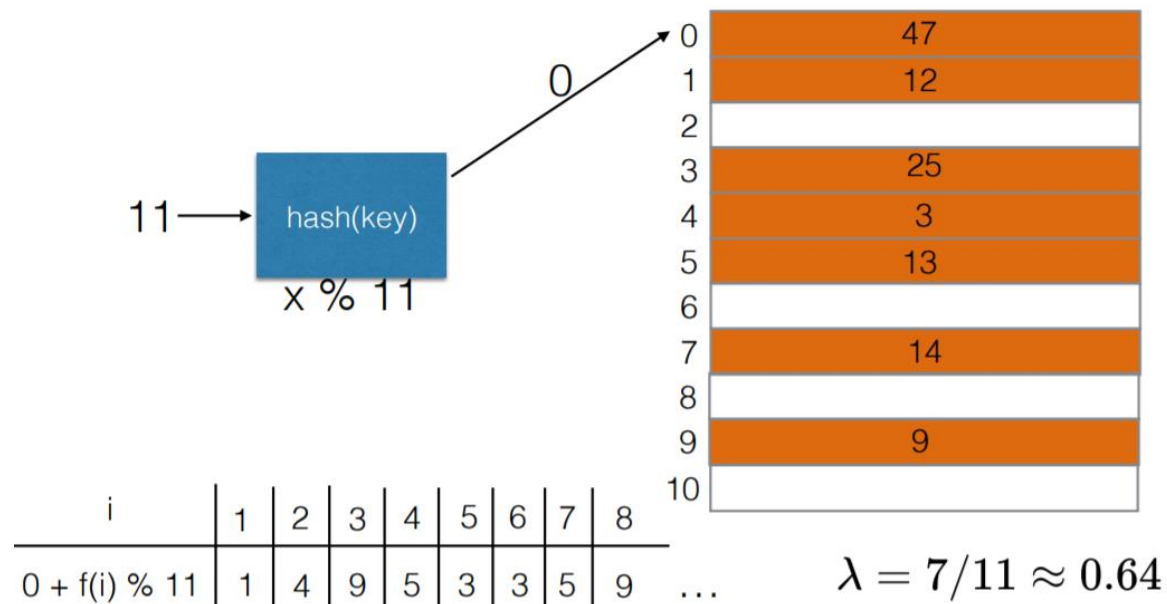 0 47
0
1 12
2
3 25
11 hash(key) 4 3
5 13
x % 11
6
7 14
8
9 9
10
i 1 2 3 4 5 6 7 8
0 + f(i) % 11 1 4 9 5 3 3 5 9 ...
λ = 7/11 ≈ 0.64